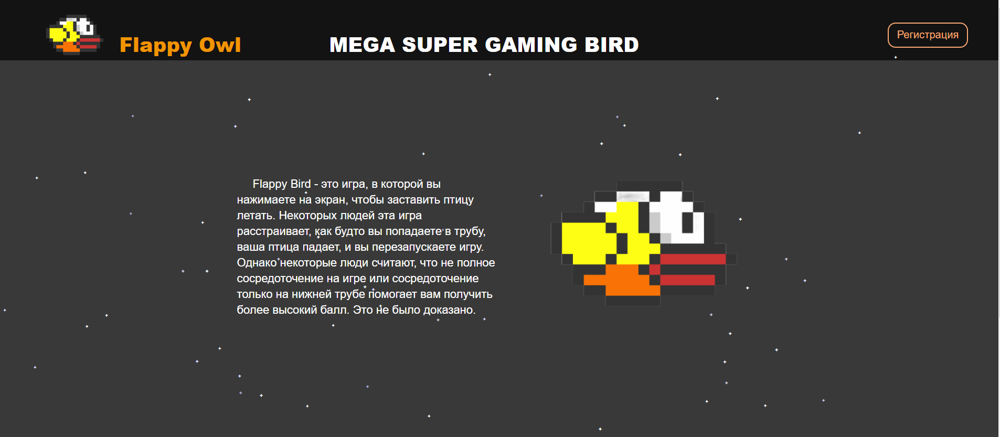 Flappy Owl
MEGA SUPER GAMING BIRD
Регистрация
Flappy Bird - это игра, в которой вы
нажимаете на экран, чтобы заставить птицу
летать. Некоторых людей эта игра
расстраивает, как будто вы попадаете в трубу,
ваша птица падает, и вы перезапускаете игру.
Однако некоторые люди считают, что не полное
сосредоточение на игре или сосредоточение
только на нижней трубе помогает вам получить
более высокий балл. Это не было доказано.